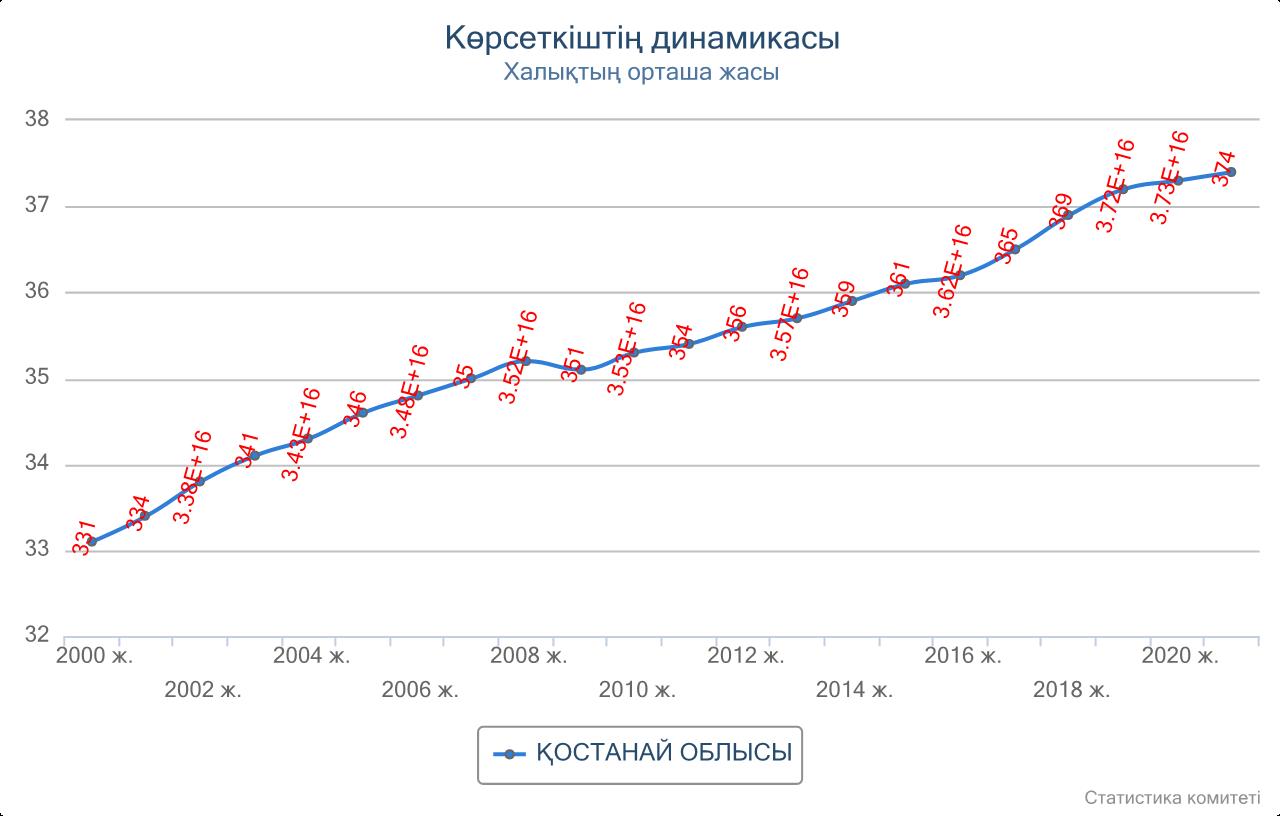 Көрсеткіштің динамикасы
Халықтың орташа жасы
38
37
36
35
34
33
32
331
334
3.38E+16
341
3.43E+16
346
3.48E+16
35
3.52E+16
351
3.53E+16
354
356
3.57E+16
359
361
3.62E+16
365
369
3.72E+16
3.73E+16
374
2000 ж. 2004 ж. 2008 ж. 2012 ж. 2016 ж. 2020 ж.
2002 ж. 2006 ж. 2010 ж. 2014 ж. 2018 ж.
ҚОСТАНАЙ ОБЛЫСЫ
Статистика комитеті